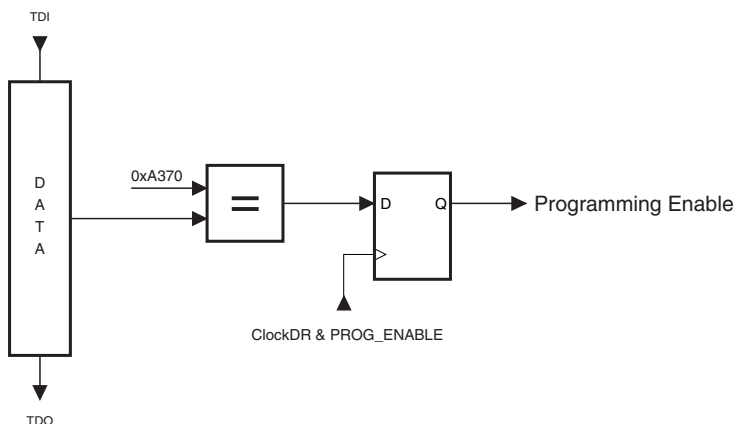 TDI
D
A
T
A
0xA370
=
D
Q
Programming Enable
ClockDR & PROG_ENABLE
TDO